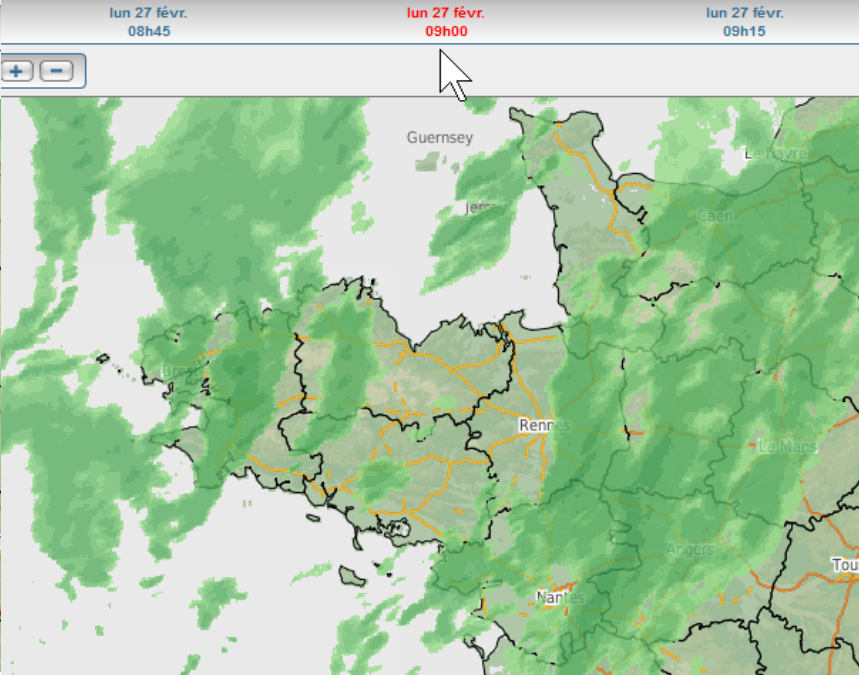 lun 27 févr. lun 27 févr. lun 27 févr.
08h45 09h00 09h15
+ −
Guernsey
Le Havre
Caen
Brest
Rennes
Le Mans
Angers
Nantes